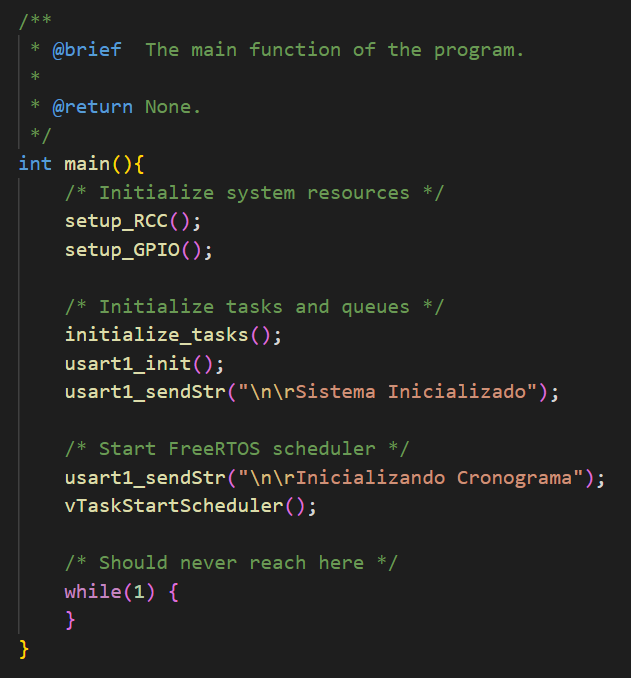 /**
 * @brief  The main function of the program.
 *
 * @return None.
 */
int main(){
    /* Initialize system resources */
    setup_RCC();
    setup_GPIO();

    /* Initialize tasks and queues */
    initialize_tasks();
    usart1_init();
    usart1_sendStr("\n\rSistema Inicializado");

    /* Start FreeRTOS scheduler */
    usart1_sendStr("\n\rInicializando Cronograma");
    vTaskStartScheduler();

    /* Should never reach here */
    while(1) {
    }
}